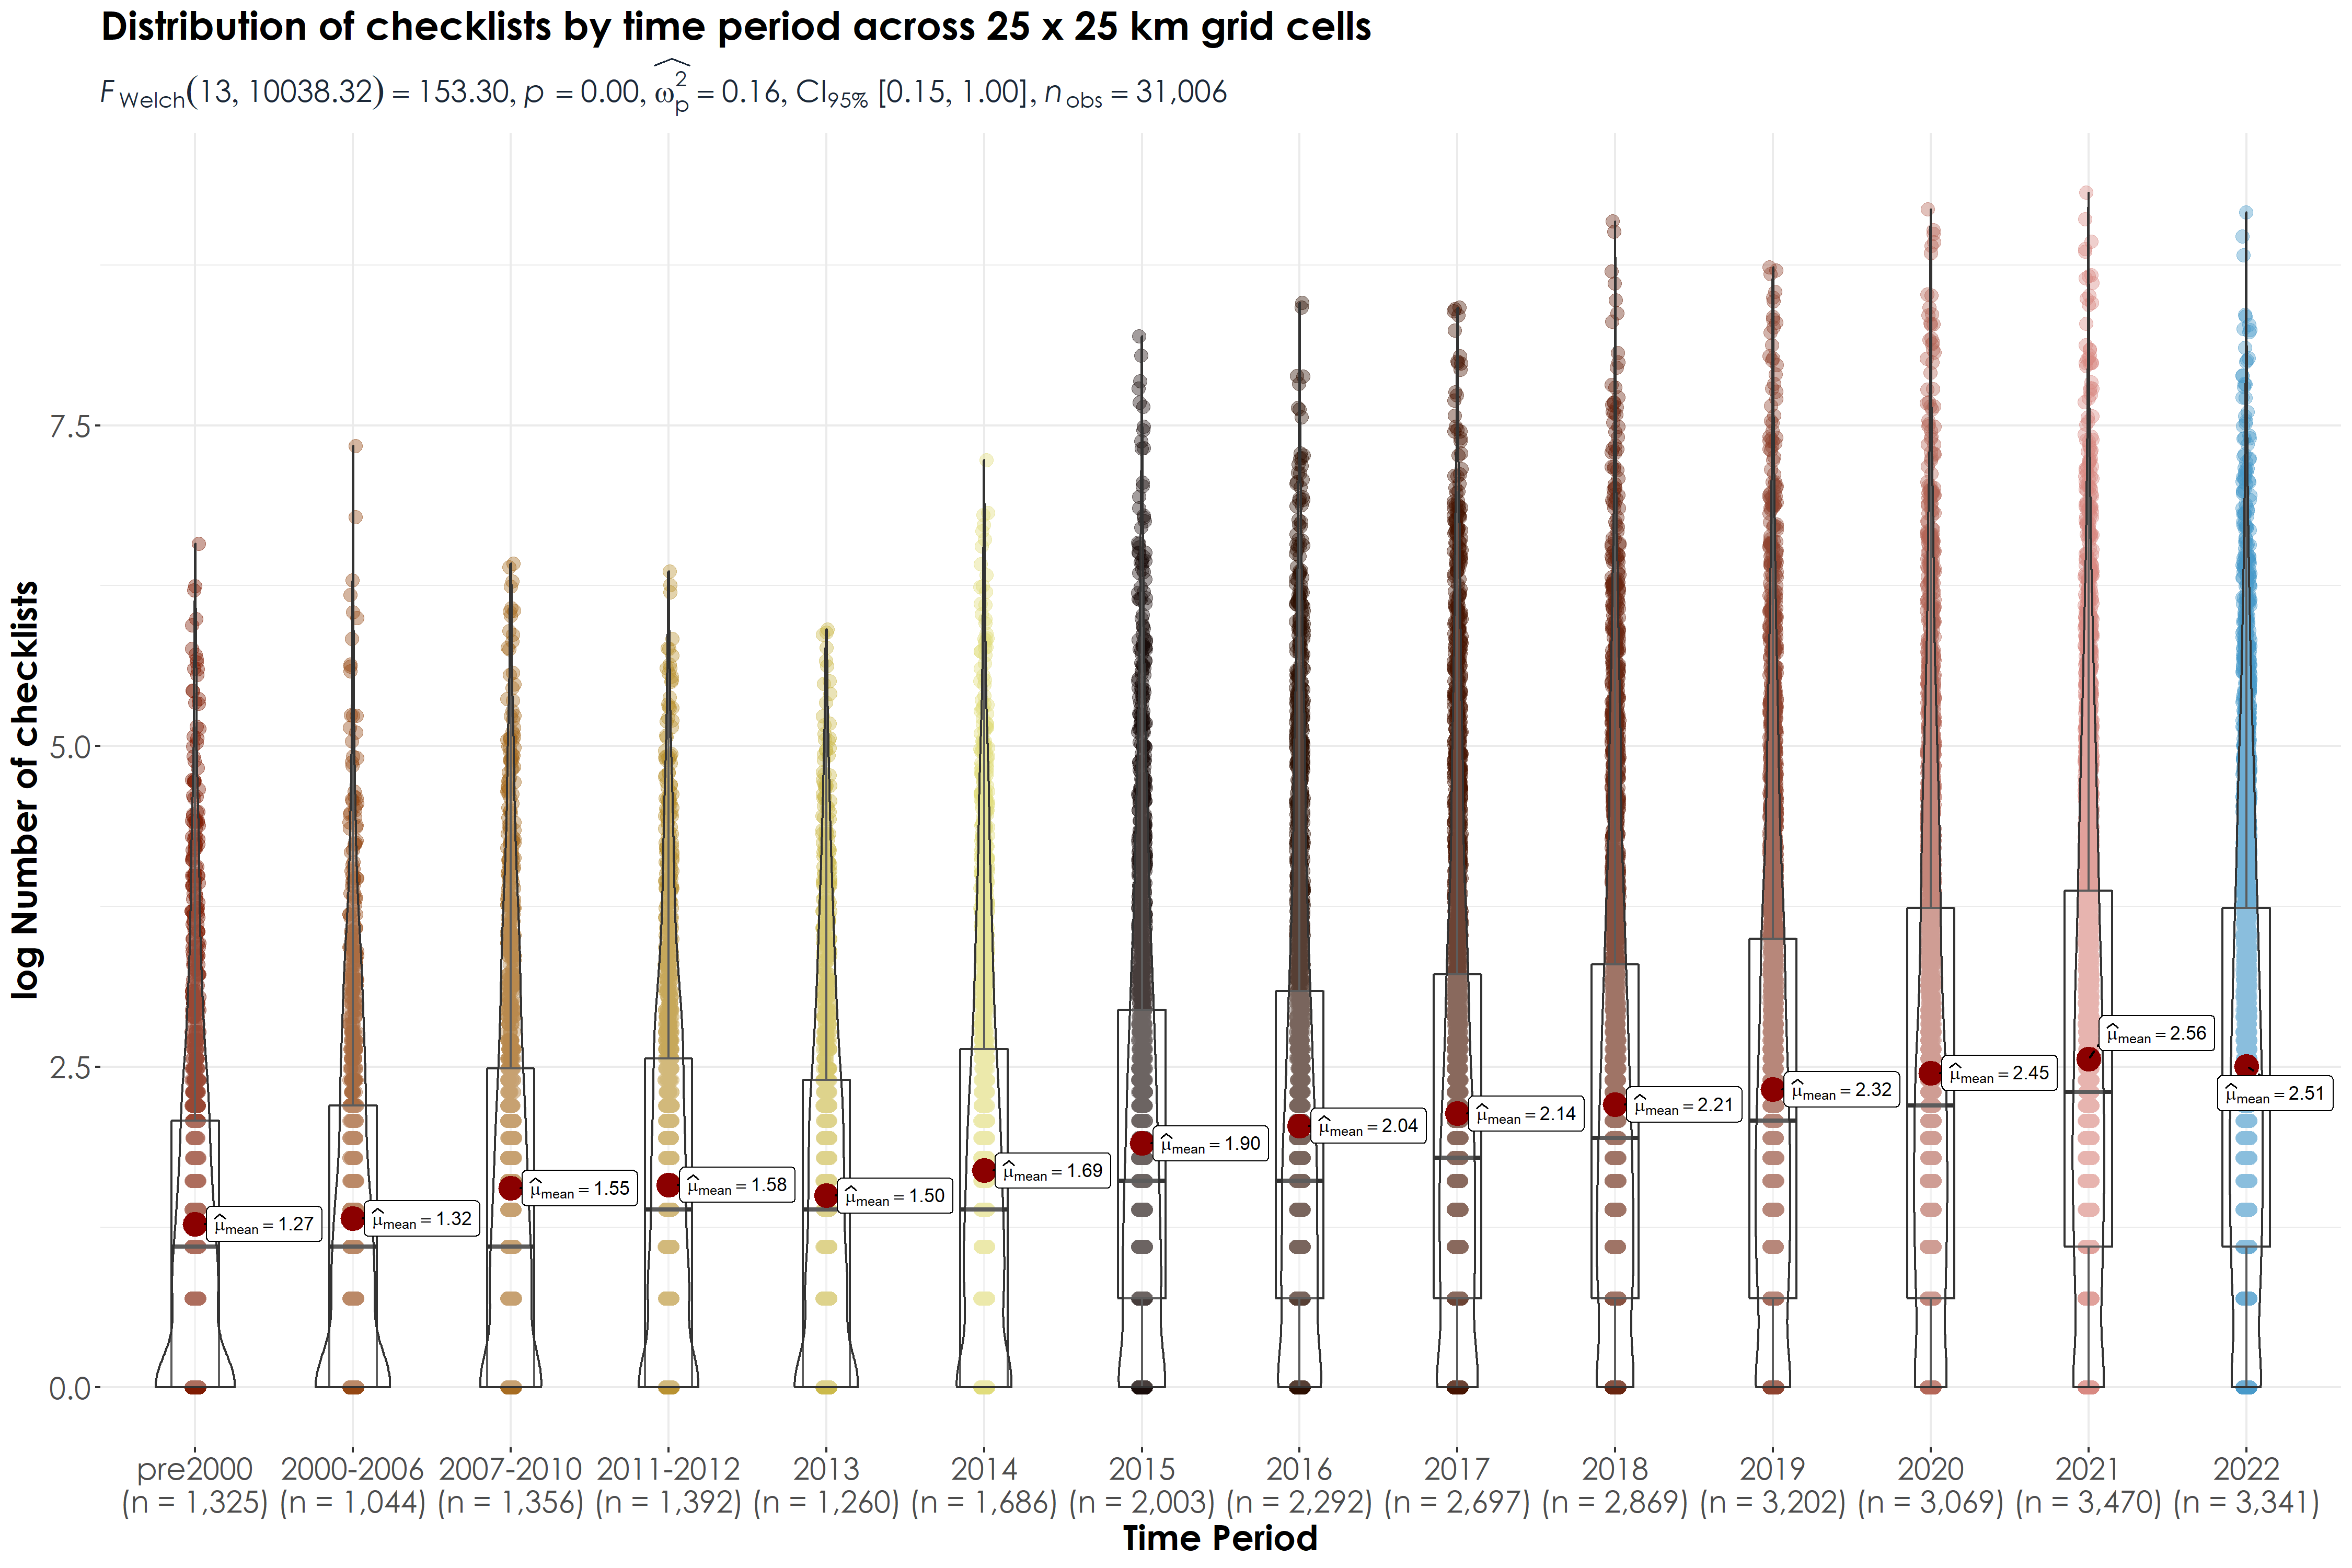 Distribution of checklists by time period across 25 x 25 km grid cells
F Welch(13, 10038.32) = 153.30, p = 0.00, ω̂²p = 0.16, CI95% [0.15, 1.00], nobs = 31,006
log Number of checklists
7.5
5.0
2.5
0.0
μ̂mean = 1.27
μ̂mean = 1.32
μ̂mean = 1.55
μ̂mean = 1.58
μ̂mean = 1.50
μ̂mean = 1.69
μ̂mean = 1.90
μ̂mean = 2.04
μ̂mean = 2.14
μ̂mean = 2.21
μ̂mean = 2.32
μ̂mean = 2.45
μ̂mean = 2.56
μ̂mean = 2.51
pre2000 2000-2006 2007-2010 2011-2012 2013 2014 2015 2016 2017 2018 2019 2020 2021 2022
(n = 1,325) (n = 1,044) (n = 1,356) (n = 1,392) (n = 1,260) (n = 1,686) (n = 2,003) (n = 2,292) (n = 2,697) (n = 2,869) (n = 3,202) (n = 3,069) (n = 3,470) (n = 3,341)
Time Period